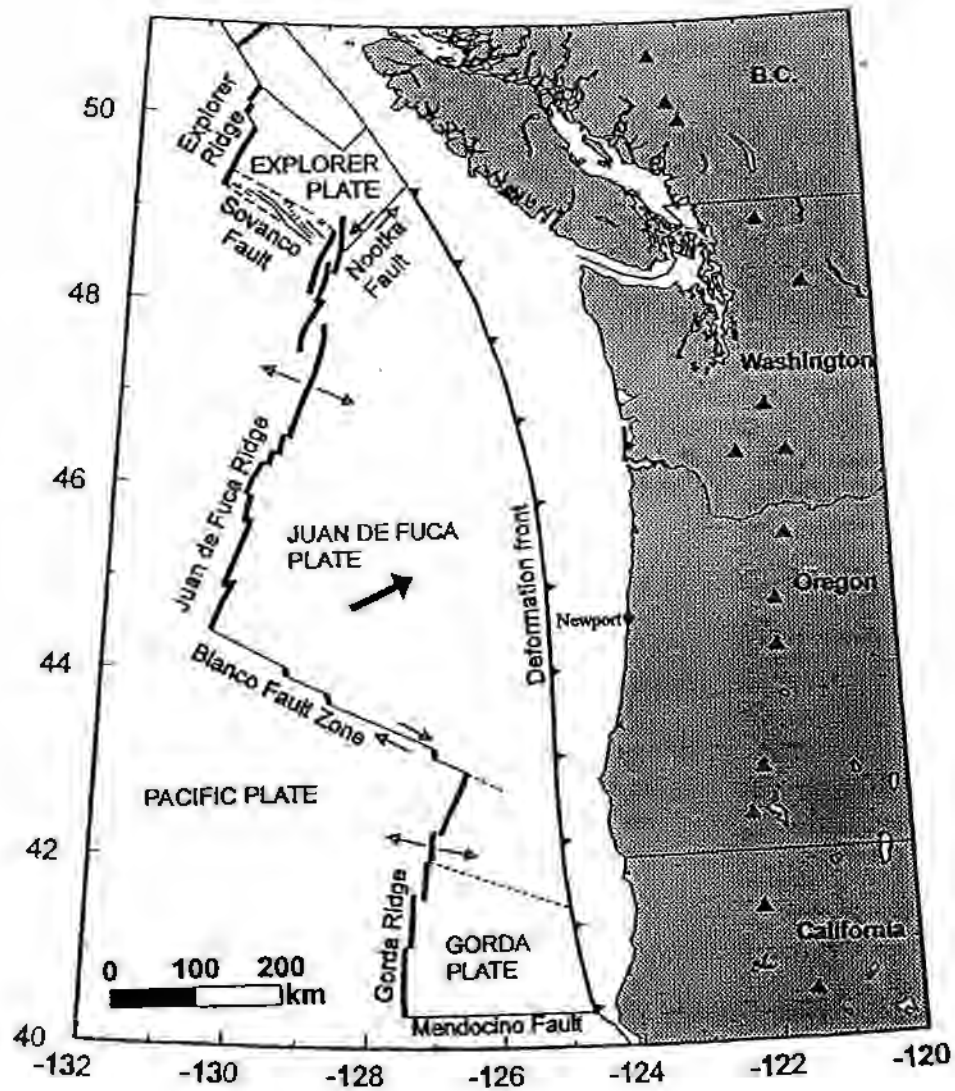 B.C.
50
Explorer
Ridge
EXPLORER
PLATE
Sovanco
Fault
Nootka
Fault
48
Washington
46
Juan de Fuca Ridge
JUAN DE FUCA
PLATE
Deformation front
Oregon
Newport
44
Blanco Fault Zone
PACIFIC PLATE
42
Gorda Ridge
GORDA
PLATE
California
0 100 200
km
Mendocino Fault
40
-132 -130 -128 -126 -124 -122 -120